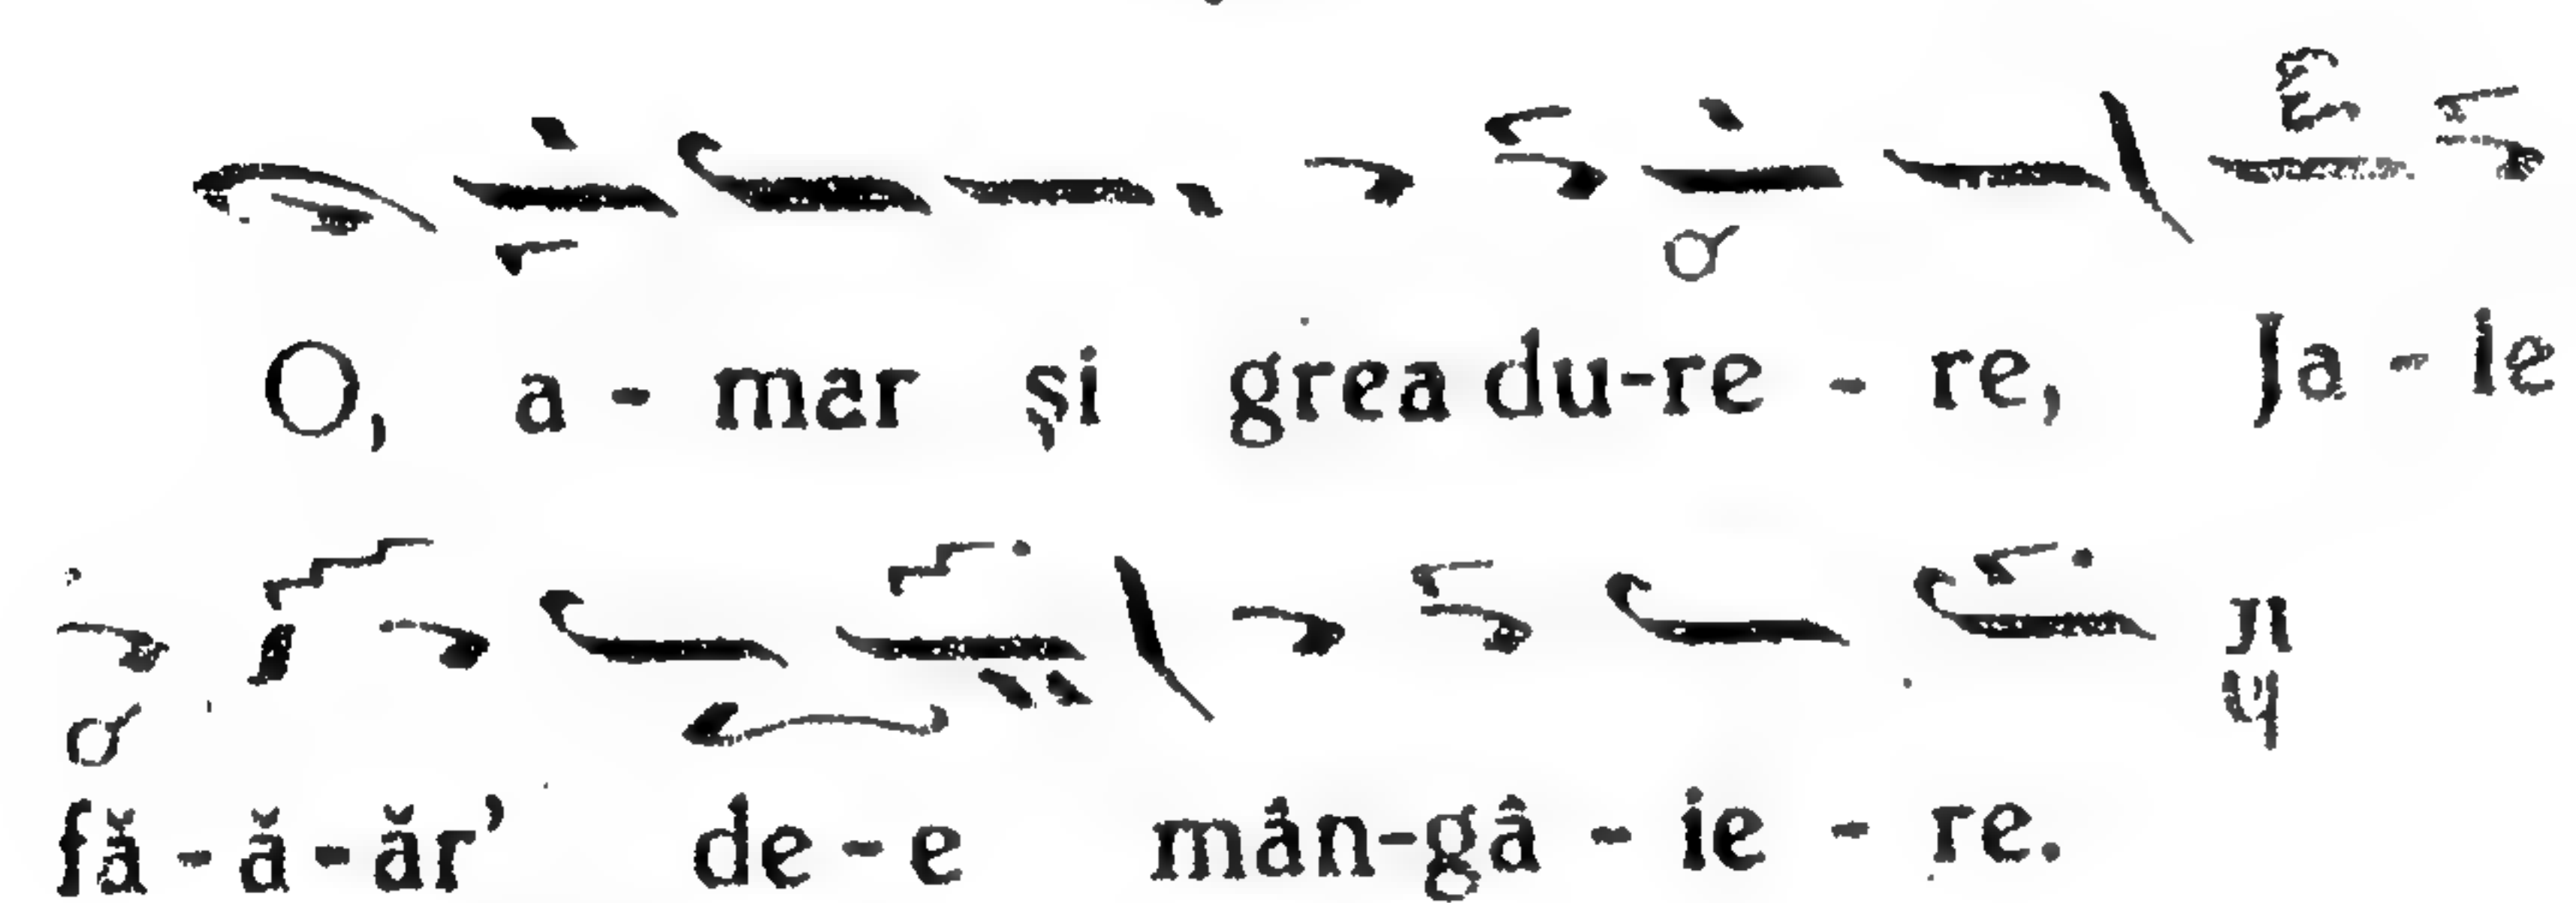 O, a - mar și grea du-re - re, Ja - le
fă - ă - ăr’ de - e mân-gâ - ie - re.